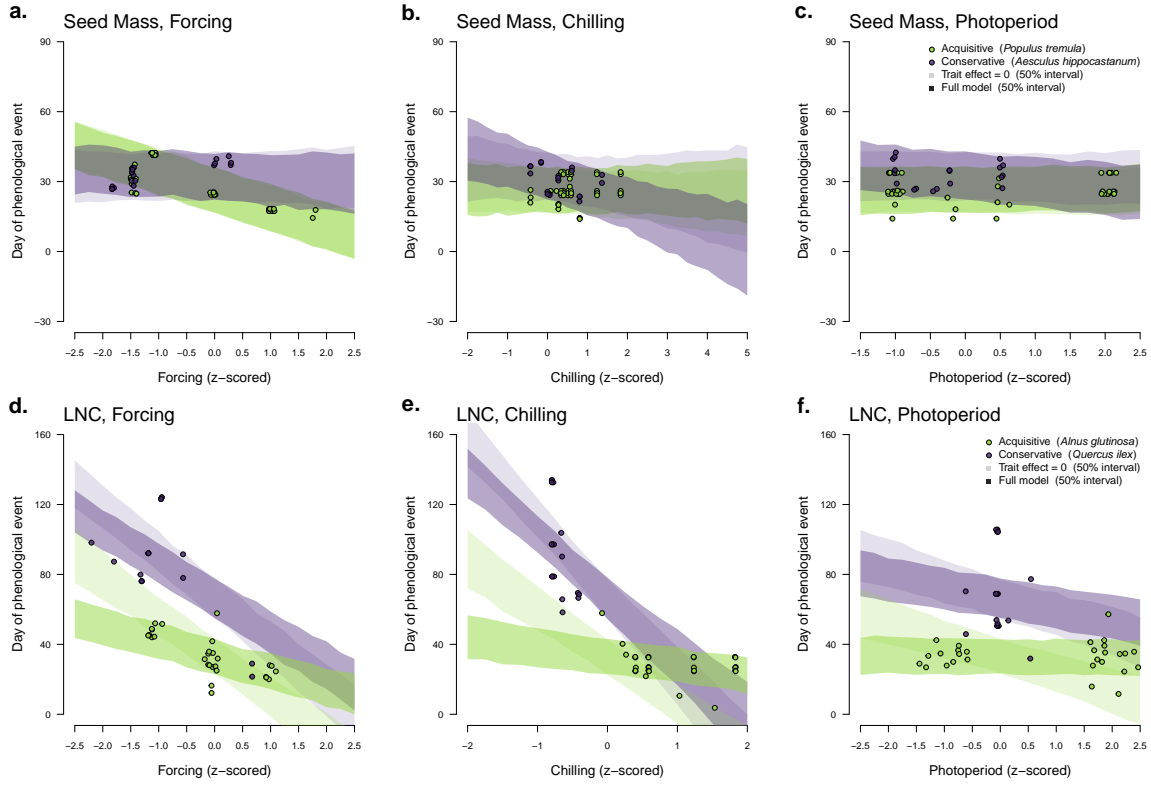 a.
Seed Mass, Forcing
Day of phenological event
90
60
30
0
−30
−2.5 −2.0 −1.5 −1.0 −0.5 0.0 0.5 1.0 1.5 2.0 2.5
Forcing (z−scored)
b.
Seed Mass, Chilling
Day of phenological event
90
60
30
0
−30
−2 −1 0 1 2 3 4 5
Chilling (z−scored)
c.
Seed Mass, Photoperiod
Acquisitive (Populus tremula)
Conservative (Aesculus hippocastanum)
Trait effect = 0 (50% interval)
Full model (50% interval)
Day of phenological event
90
60
30
0
−30
−1.5 −1.0 −0.5 0.0 0.5 1.0 1.5 2.0 2.5
Photoperiod (z−scored)
d.
LNC, Forcing
Day of phenological event
160
120
80
40
0
−2.5 −2.0 −1.5 −1.0 −0.5 0.0 0.5 1.0 1.5 2.0 2.5
Forcing (z−scored)
e.
LNC, Chilling
Day of phenological event
160
120
80
40
0
−2 −1 0 1 2
Chilling (z−scored)
f.
LNC, Photoperiod
Acquisitive (Alnus glutinosa)
Conservative (Quercus ilex)
Trait effect = 0 (50% interval)
Full model (50% interval)
Day of phenological event
160
120
80
40
0
−2.5 −2.0 −1.5 −1.0 −0.5 0.0 0.5 1.0 1.5 2.0 2.5
Photoperiod (z−scored)